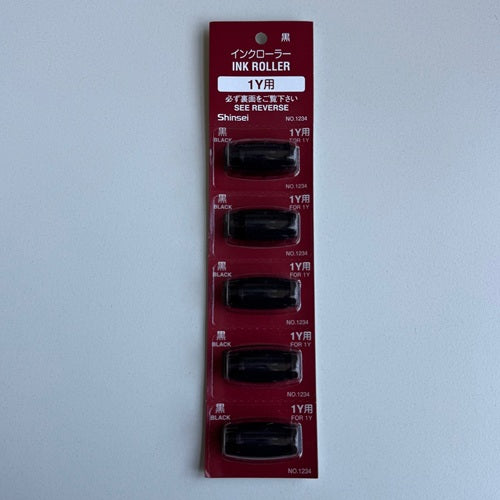 黒
インクローラー
INK ROLLER
1Y用
必ず裏面をご覧下さい
SEE REVERSE
Shinsei NO.1234
黒 1Y用
BLACK FOR 1Y
NO.1234
黒 1Y用
BLACK FOR 1Y
NO.1234
黒 1Y用
BLACK FOR 1Y
NO.1234
黒 1Y用
BLACK FOR 1Y
NO.1234
黒 1Y用
BLACK FOR 1Y
NO.1234